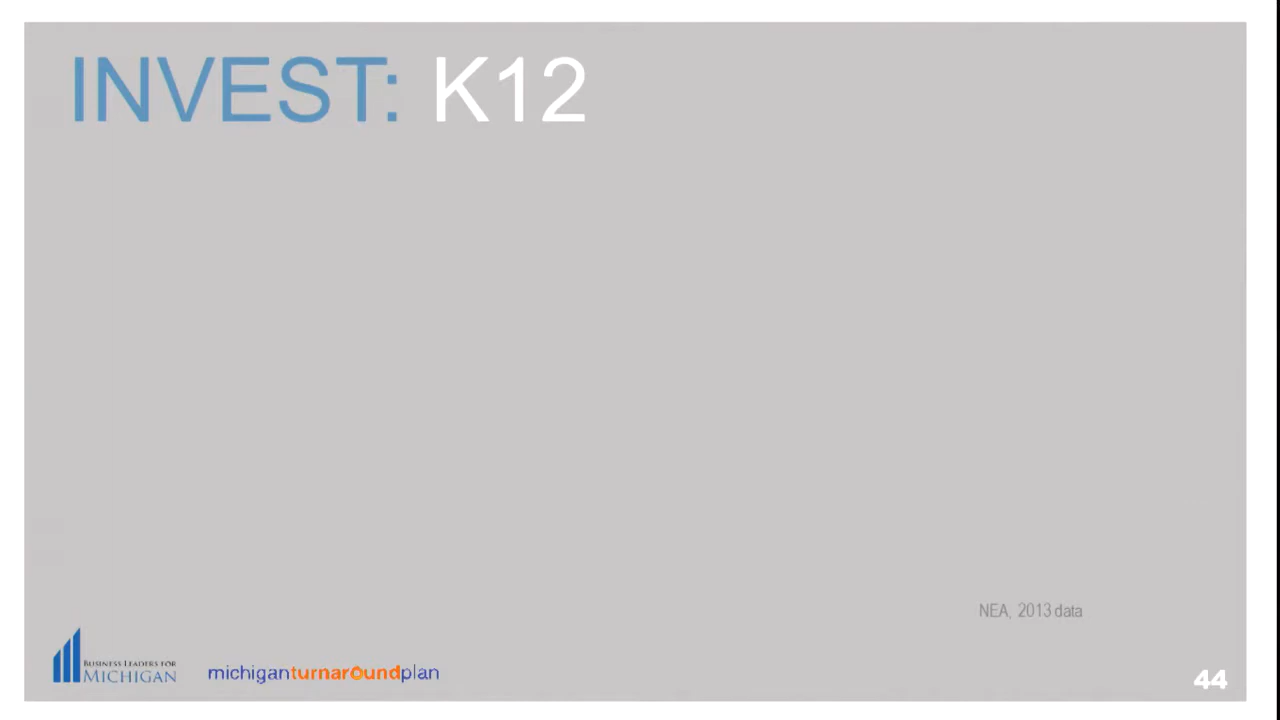 INVEST: K12
NEA, 2013 data
BUSINESS LEADERS FOR
MICHIGAN
michiganturnaroundplan
44